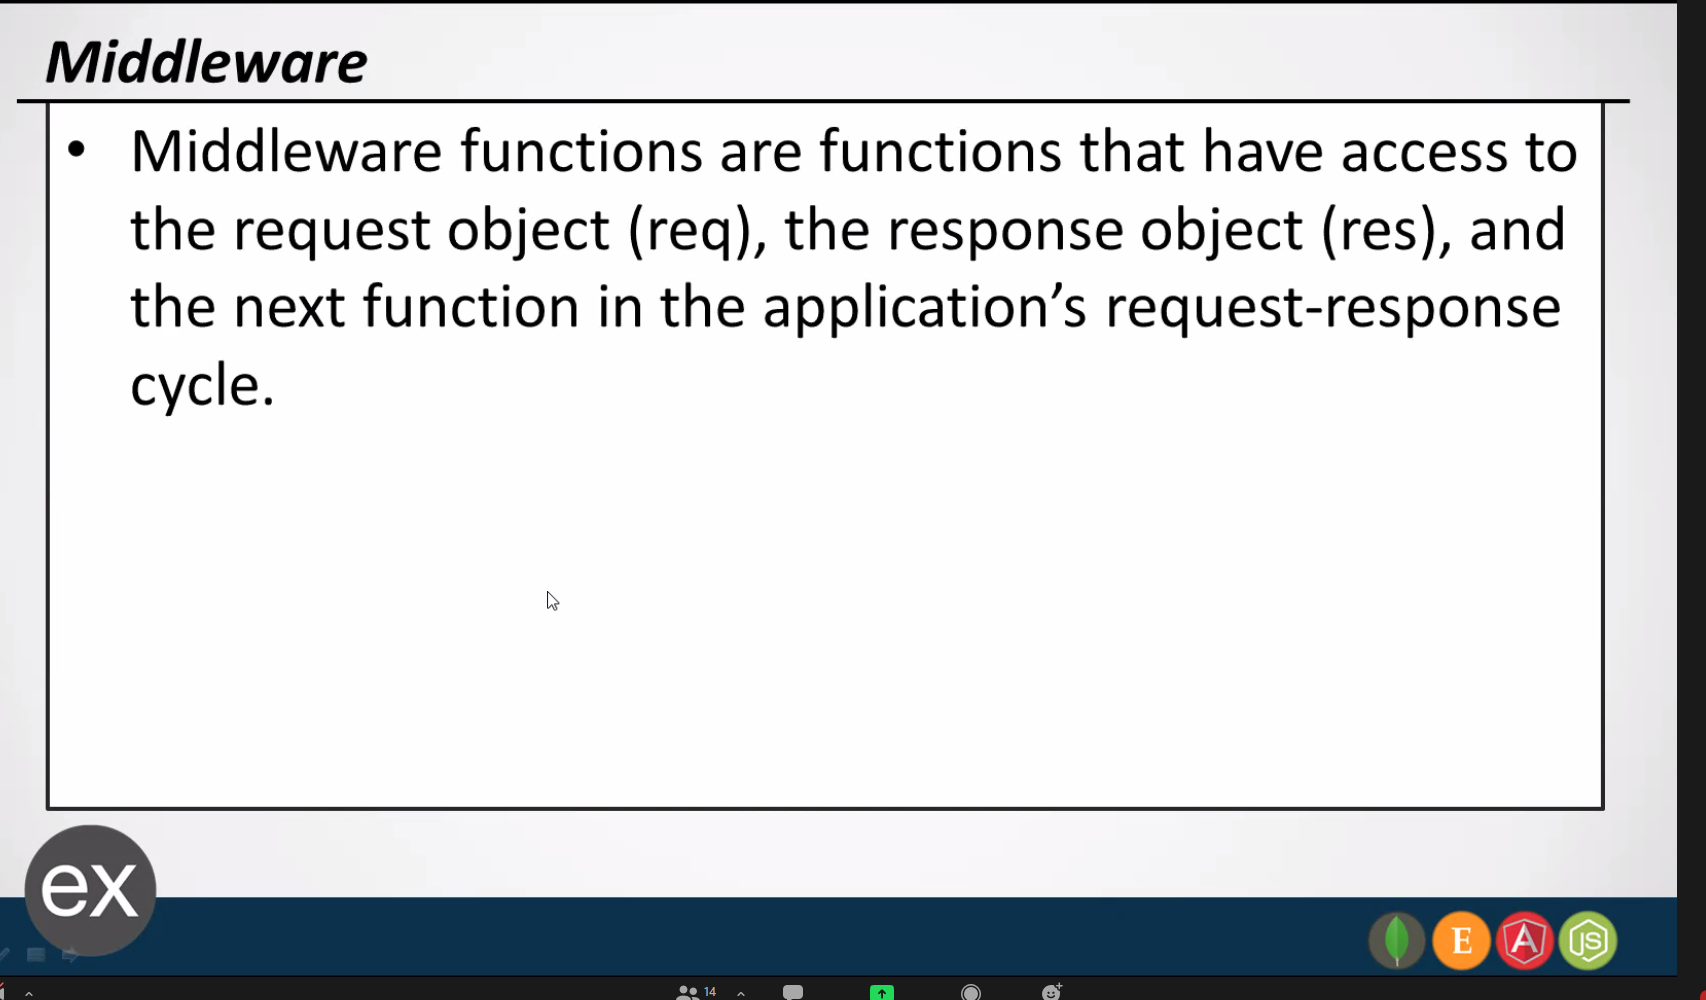 Middleware
• Middleware functions are functions that have access to
the request object (req), the response object (res), and
the next function in the application’s request-response
cycle.
ex
E
A
JS
14